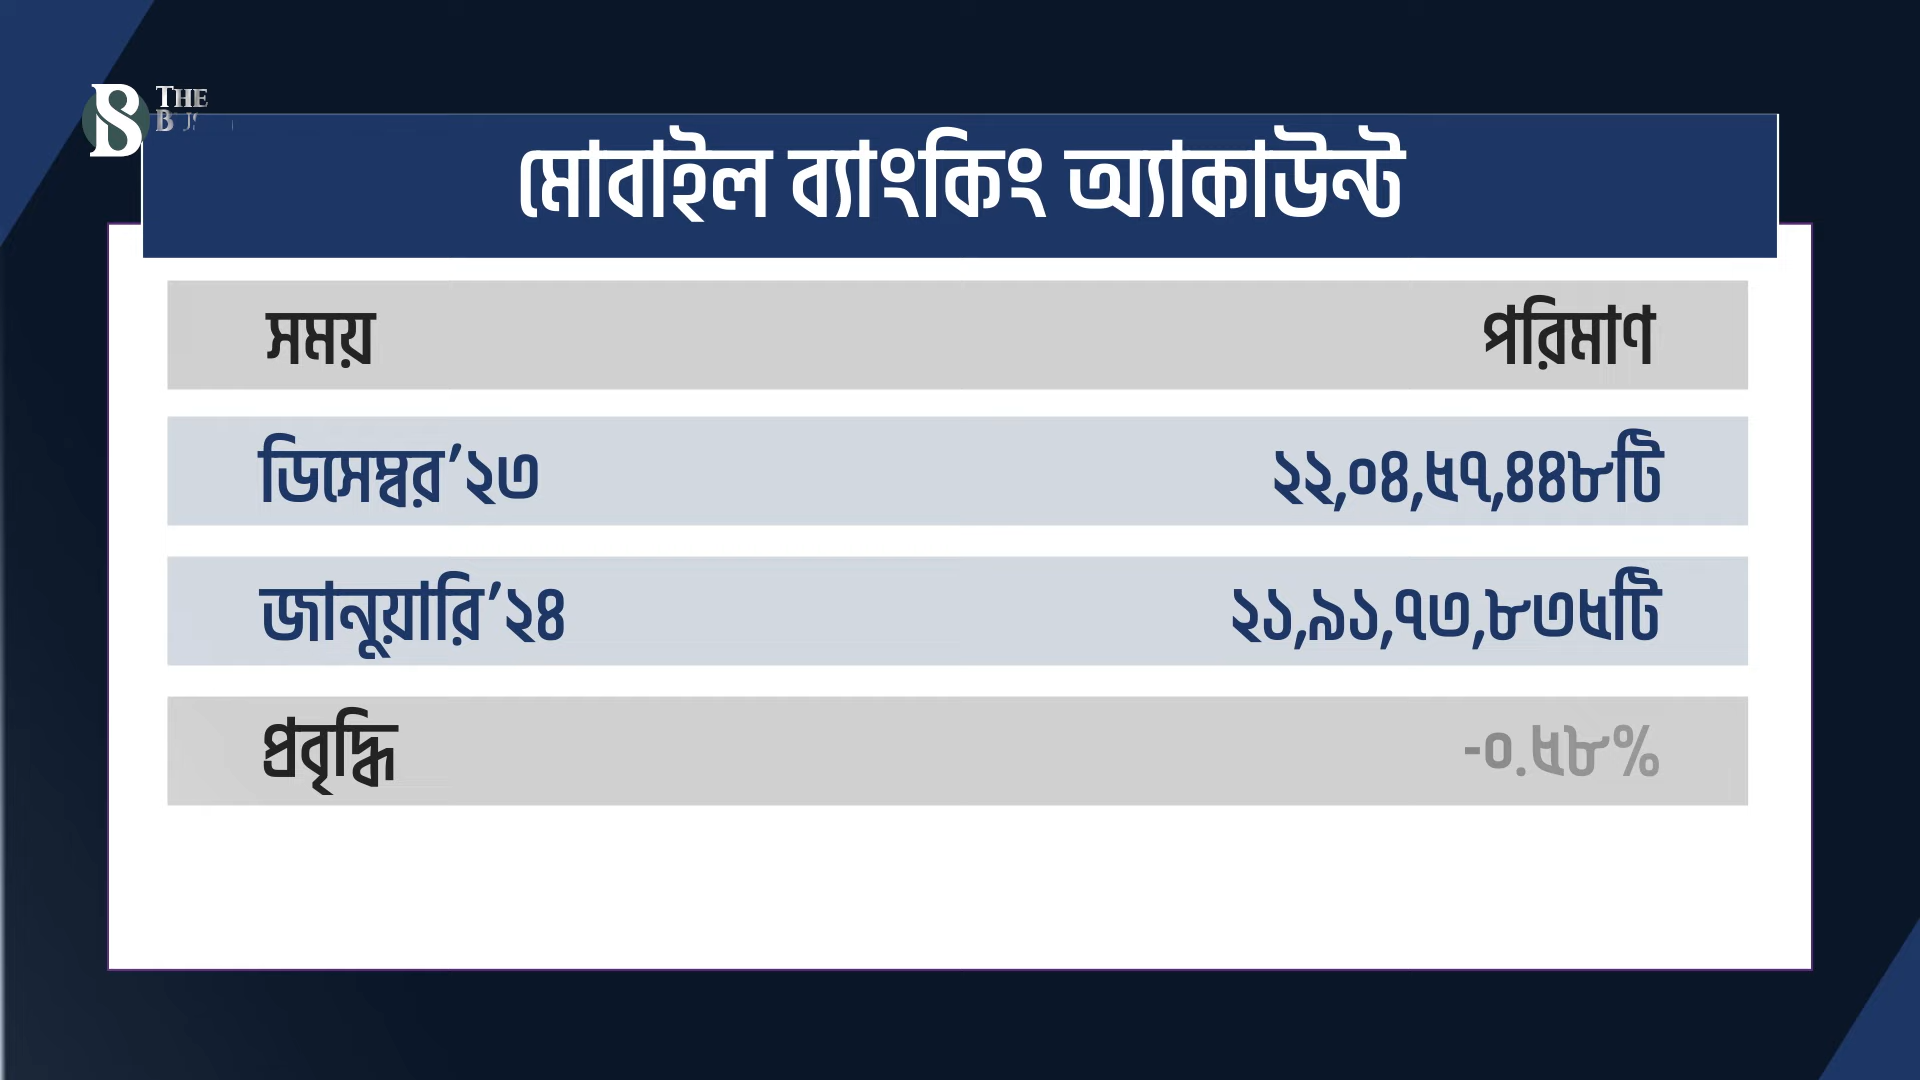 THE
মোবাইল ব্যাংকিং অ্যাকাউন্ট
সময় পরিমাণ
ডিসেম্বর’২৩ ২২,০৪,৫৭,৪৪৮টি
জানুয়ারি’২৪ ২১,৯১,৭৩,৮৩৫টি
প্রবৃদ্ধি -০.৫৮%